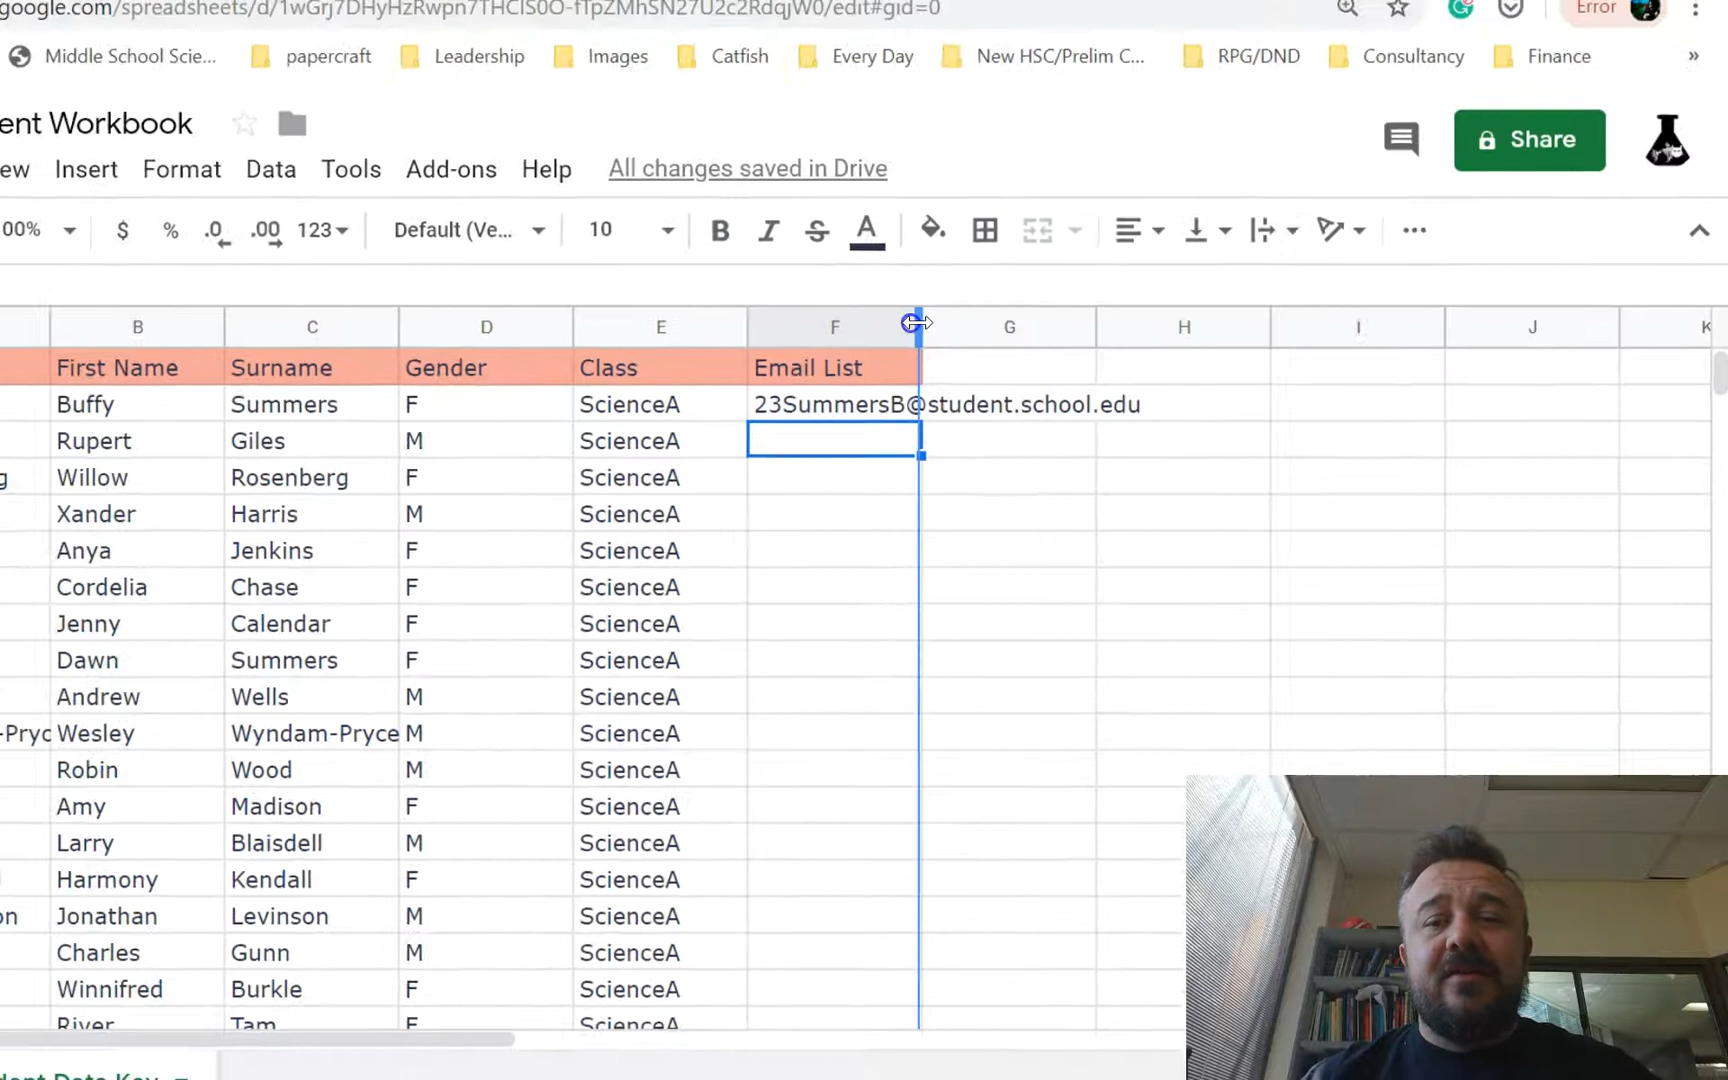 google.com/spreadsheets/d/1wGrj7DHyHzRwpn7THCIS0O-fTpZMhSN27U2c2RdqjW0/edit#gid=0
Error
Middle School Scie... papercraft Leadership Images Catfish Every Day New HSC/Prelim C... RPG/DND Consultancy Finance »
ent Workbook
Share
ew Insert Format Data Tools Add-ons Help All changes saved in Drive
00% $ % .0 .00 123 Default (Ve... 10 B I S A ...
B C D E F G H I J K
First Name Surname Gender Class Email List
Buffy Summers F ScienceA 23SummersB@student.school.edu
Rupert Giles M ScienceA
g Willow Rosenberg F ScienceA
Xander Harris M ScienceA
Anya Jenkins F ScienceA
Cordelia Chase F ScienceA
Jenny Calendar F ScienceA
Dawn Summers F ScienceA
Andrew Wells M ScienceA
-Pryc Wesley Wyndam-Pryce M ScienceA
Robin Wood M ScienceA
Amy Madison F ScienceA
Larry Blaisdell M ScienceA
Harmony Kendall F ScienceA
on Jonathan Levinson M ScienceA
Charles Gunn M ScienceA
Winnifred Burkle F ScienceA
River Tam F ScienceA
dent Data Key